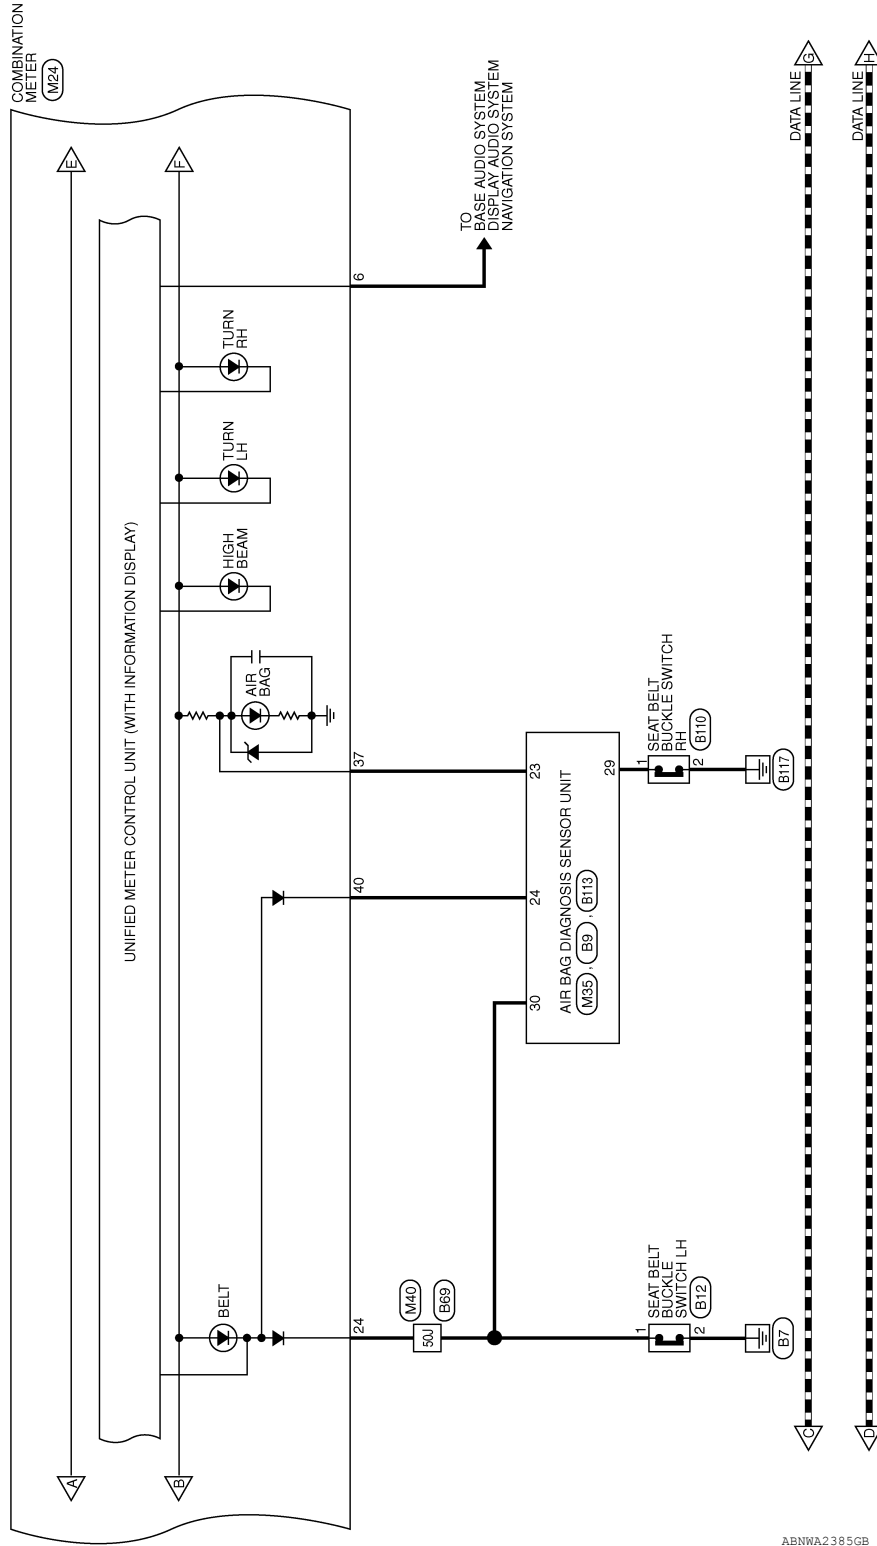 COMBINATION
METER
M24
E
F
UNIFIED METER CONTROL UNIT (WITH INFORMATION DISPLAY)
TURN
RH
TURN
LH
HIGH
BEAM
AIR
BAG
BELT
A
B
6
37
40
24
TO
BASE AUDIO SYSTEM
DISPLAY AUDIO SYSTEM
NAVIGATION SYSTEM
M40
50J
B69
23
24
30
29
AIR BAG DIAGNOSIS SENSOR UNIT
M35 , B9 , B113
1
SEAT BELT
BUCKLE SWITCH
RH
B110
2
B117
1
SEAT BELT
BUCKLE
SWITCH LH
B12
2
B7
DATA LINE
G
C
DATA LINE
H
D
ABNWA2385GB